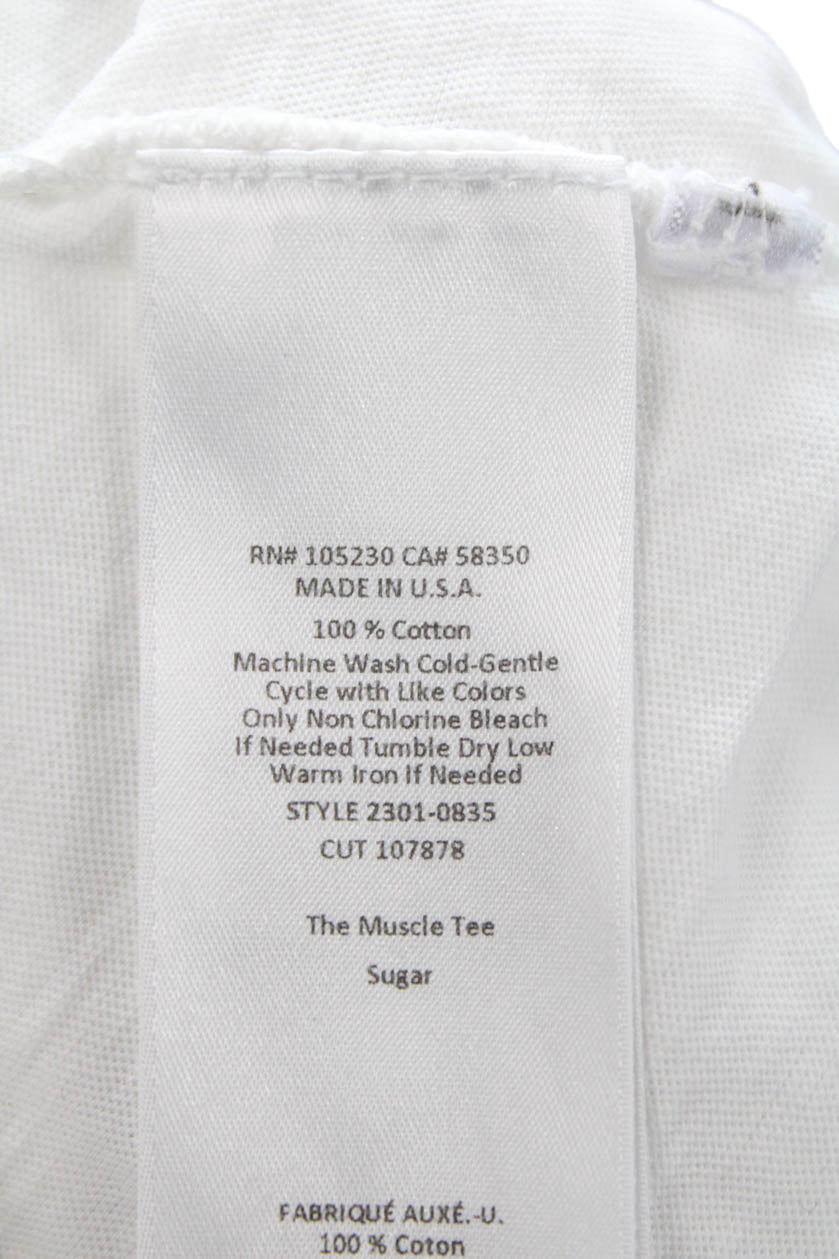 RN# 105230 CA# 58350
MADE IN U.S.A.
100 % Cotton
Machine Wash Cold-Gentle
Cycle with Like Colors
Only Non Chlorine Bleach
If Needed Tumble Dry Low
Warm Iron If Needed
STYLE 2301-0835
CUT 107878
The Muscle Tee
Sugar
FABRIQUÉ AUXÉ.-U.
100 % Coton